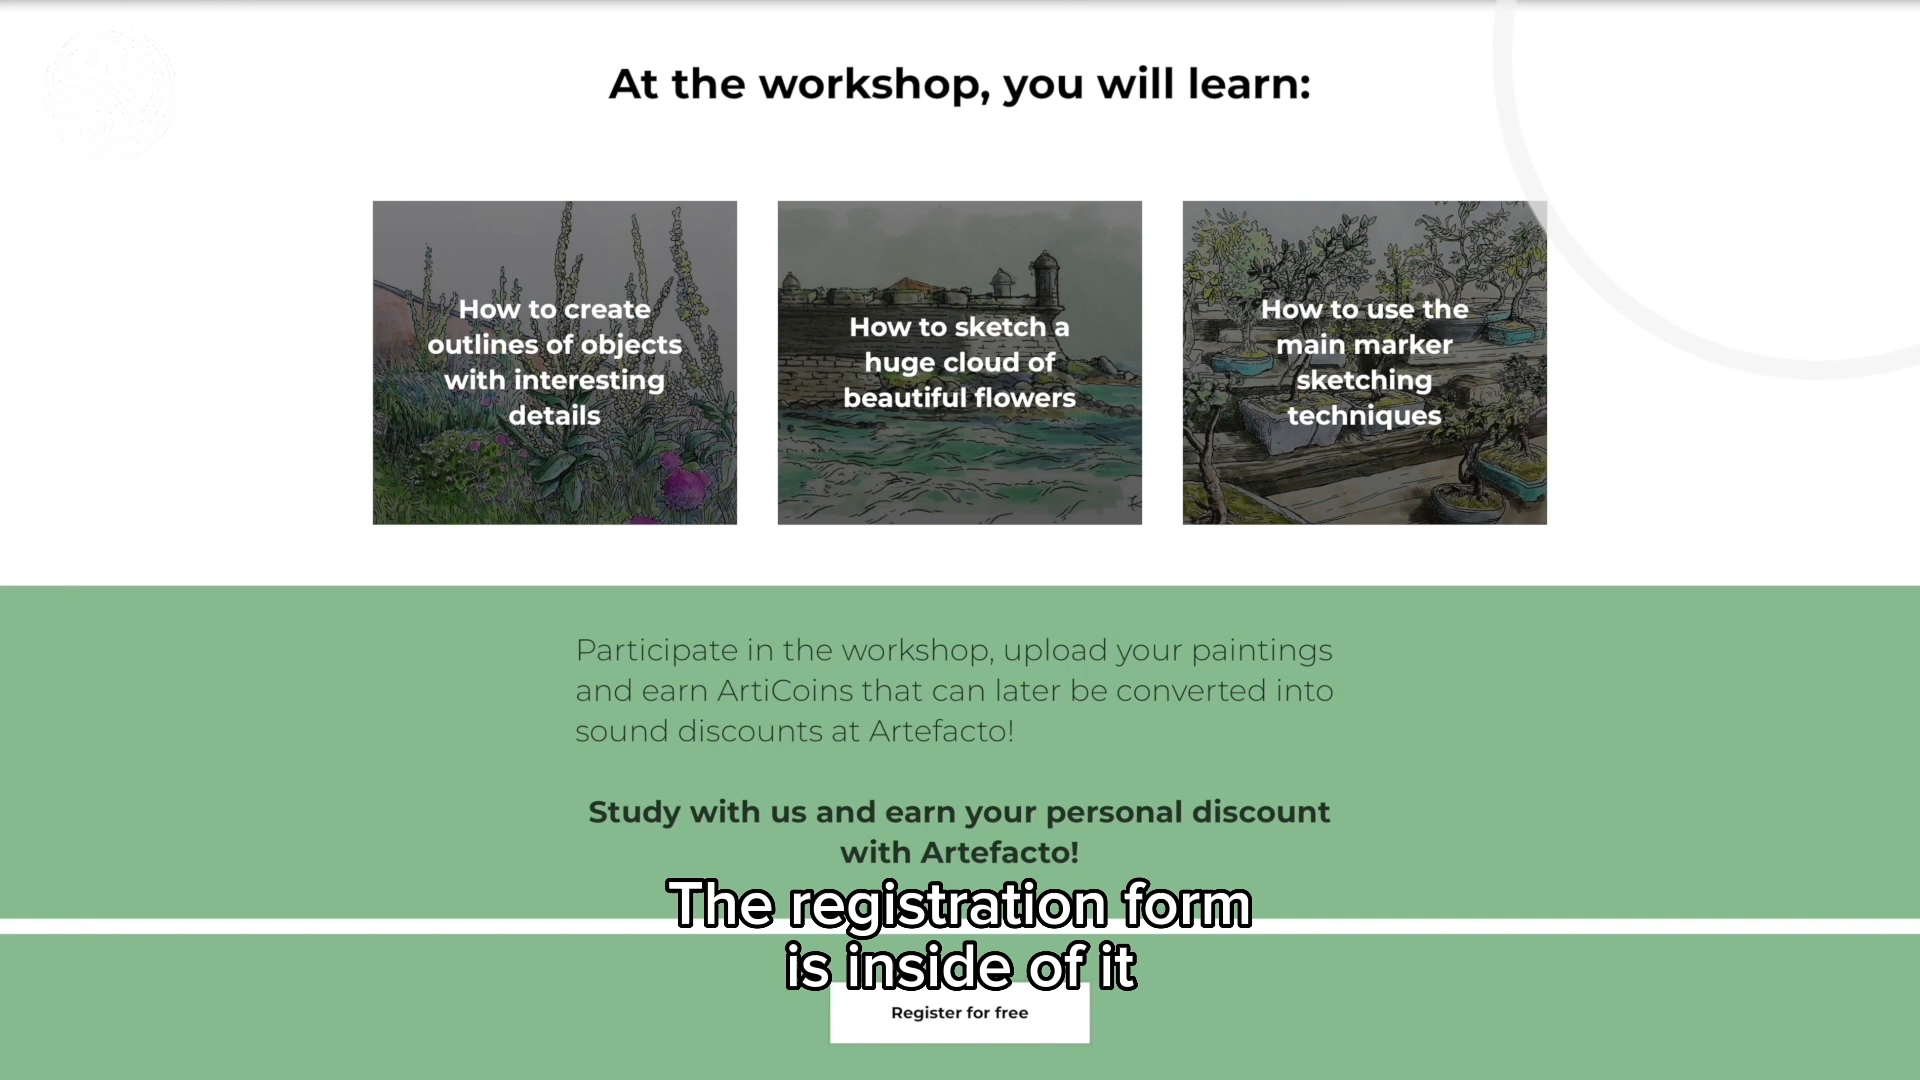 At the workshop, you will learn:
How to create
outlines of objects
with interesting
details
How to sketch a
huge cloud of
beautiful flowers
How to use the
main marker
sketching
techniques
Participate in the workshop, upload your paintings
and earn ArtiCoins that can later be converted into
sound discounts at Artefacto!
Study with us and earn your personal discount
with Artefacto!
The registration form
is inside of it
Register for free